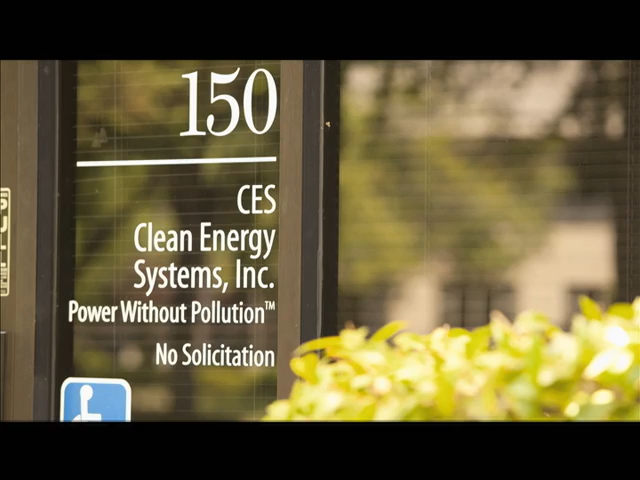 150
CES
Clean Energy
Systems, Inc.
Power Without Pollution™
No Solicitation